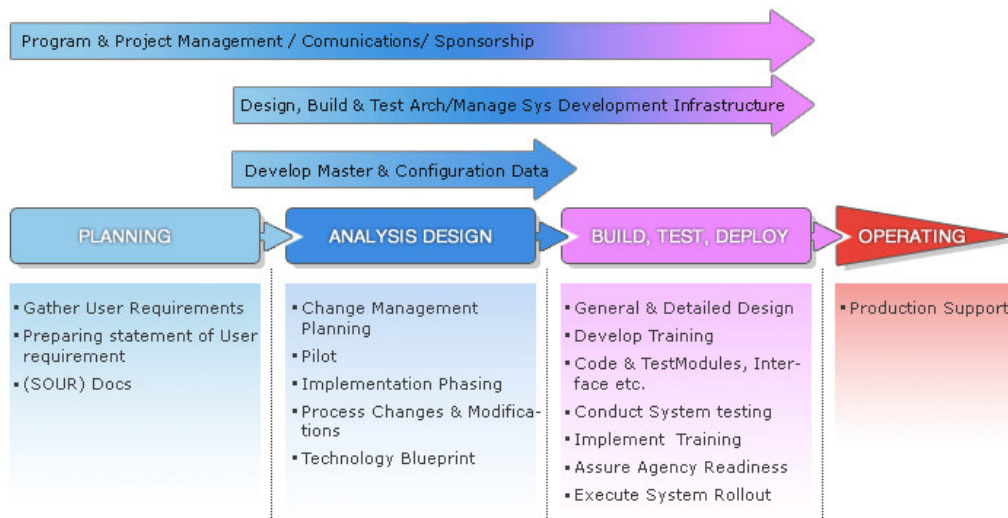 Program & Project Management / Comunications/ Sponsorship
Design, Build & Test Arch/Manage Sys Development Infrastructure
Develop Master & Configuration Data
PLANNING
ANALYSIS DESIGN
BUILD, TEST, DEPLOY
OPERATING
▪ Gather User Requirements
▪ Preparing statement of User
requirement
▪ (SOUR) Docs
▪ Change Management
Planning
▪ Pilot
▪ Implementation Phasing
▪ Process Changes & Modifica-
tions
▪ Technology Blueprint
▪ General & Detailed Design
▪ Develop Training
▪ Code & TestModules, Inter-
face etc.
▪ Conduct System testing
▪ Implement Training
▪ Assure Agency Readiness
▪ Execute System Rollout
▪ Production Support